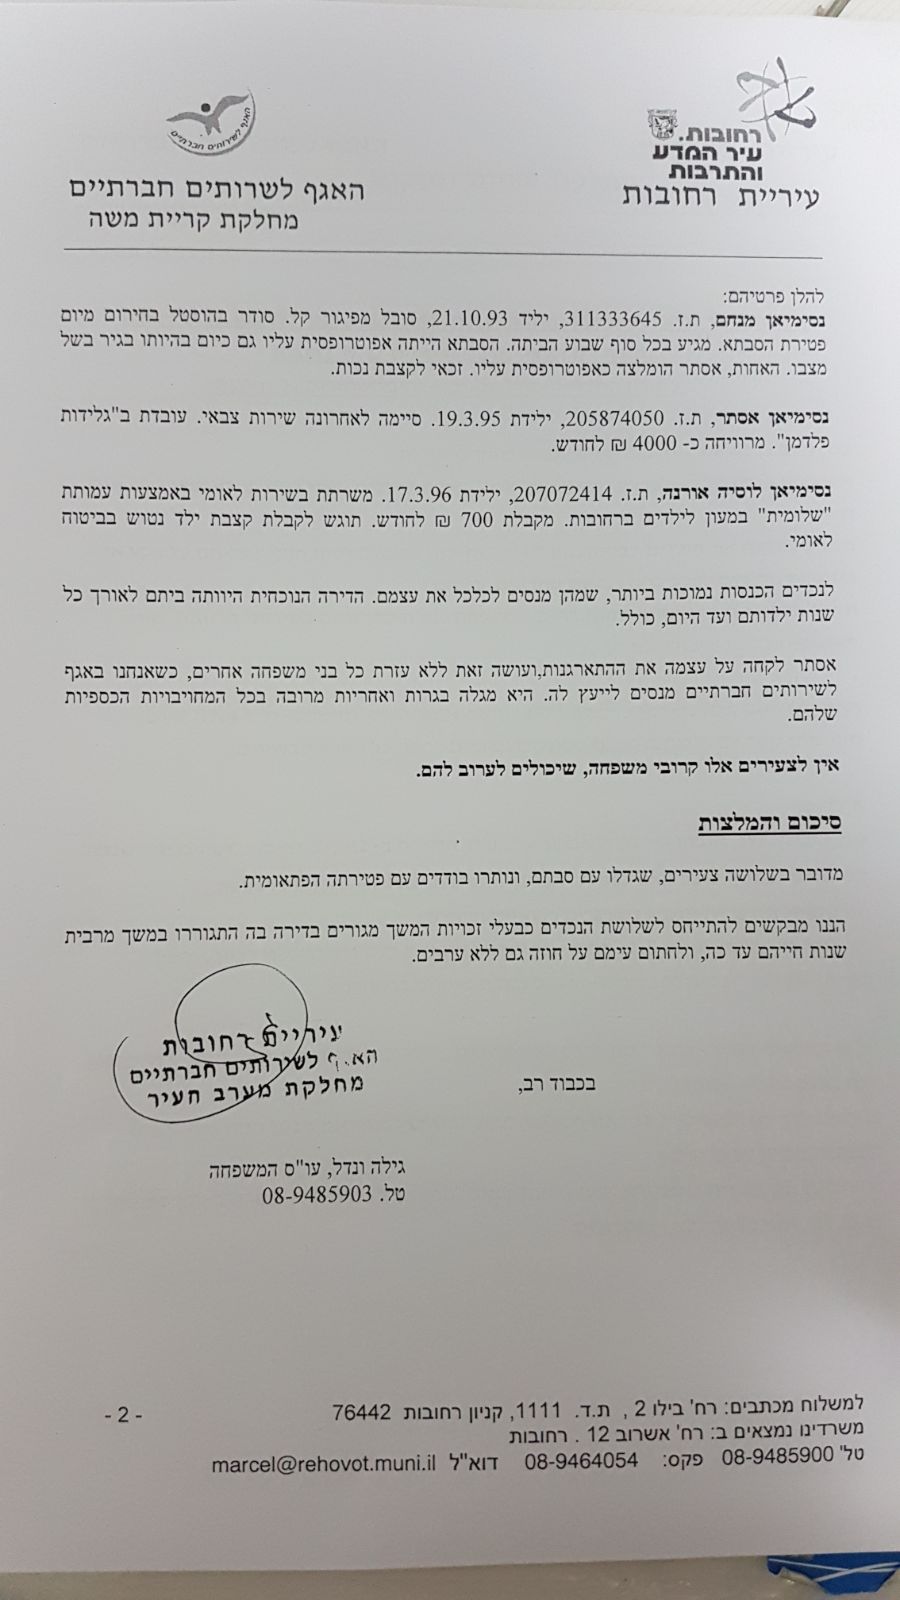 רחובות.
עיר המדע
והתרבות
עיריית רחובות
האגף לשירותים חברתיים
האגף לשרותים חברתיים
מחלקת קריית משה
להלן פרטיהם:
נסימיאן מנחם, ת.ז. 311333645, יליד 21.10.93, סובל מפיגור קל. סודר בהוסטל בחירום מיום
פטירת הסבתא. מגיע בכל סוף שבוע הביתה. הסבתא הייתה אפוטרופסית עליו גם כיום בהיותו בגיר בשל
מצבו. האחות, אסתר הומלצה כאפוטרופסית עליו. זכאי לקצבת נכות.
נסימיאן אסתר, ת.ז. 205874050, ילידת 19.3.95. סיימה לאחרונה שירות צבאי. עובדת ב"גלידות
פלדמן". מרוויחה כ- 4000 ₪ לחודש.
נסימיאן לוסיה אורנה, ת.ז. 207072414, ילידת 17.3.96. משרתת בשירות לאומי באמצעות עמותת
"שלומית" במעון לילדים ברחובות. מקבלת 700 ₪ לחודש. תוגש לקבלת קצבת ילד נטוש בביטוח
לאומי.
לנכדים הכנסות נמוכות ביותר, שמהן מנסים לכלכל את עצמם. הדירה הנוכחית היוותה ביתם לאורך כל
שנות ילדותם ועד היום, כולל.
אסתר לקחה על עצמה את ההתארגנות,ועושה זאת ללא עזרת כל בני משפחה אחרים, כשאנחנו באגף
לשירותים חברתיים מנסים לייעץ לה. היא מגלה בגרות ואחריות מרובה בכל המחויבויות הכספיות
שלהם.
אין לצעירים אלו קרובי משפחה, שיכולים לערוב להם.
סיכום והמלצות
מדובר בשלושה צעירים, שגדלו עם סבתם, ונותרו בודדים עם פטירתה הפתאומית.
הננו מבקשים להתייחס לשלושת הנכדים כבעלי זכויות המשך מגורים בדירה בה התגוררו במשך מרבית
שנות חייהם עד כה, ולחתום עימם על חוזה גם ללא ערבים.
עיריית רחובות
האגף לשירותים חברתיים
מחלקת מערב העיר
בכבוד רב,
גילה ונדל, עו"ס המשפחה
טל. 08-9485903
למשלוח מכתבים: רח' בילו 2 , ת.ד. 1111, קניון רחובות 76442
- 2 -
משרדינו נמצאים ב: רח' אשרוב 12 . רחובות
טל' 08-9485900 פקס: 08-9464054 דוא"ל marcel@rehovot.muni.il